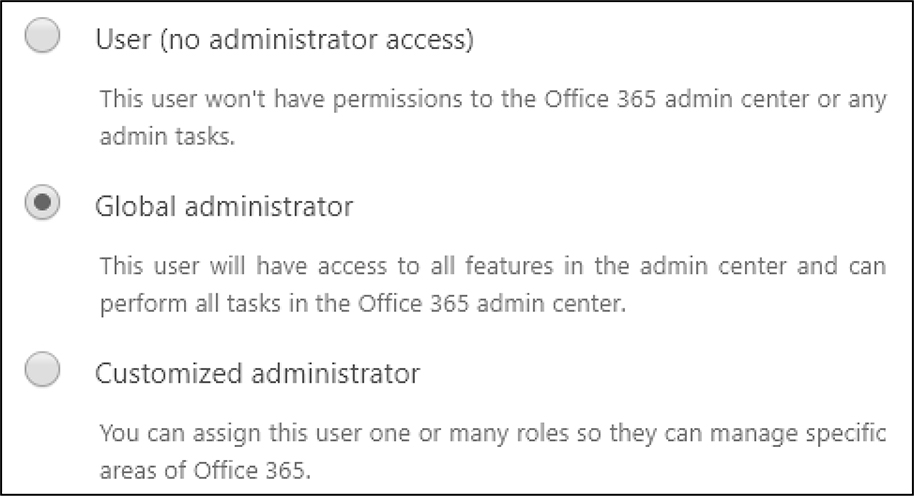 User (no administrator access)
This user won't have permissions to the Office 365 admin center or any
admin tasks.
Global administrator
This user will have access to all features in the admin center and can
perform all tasks in the Office 365 admin center.
Customized administrator
You can assign this user one or many roles so they can manage specific
areas of Office 365.